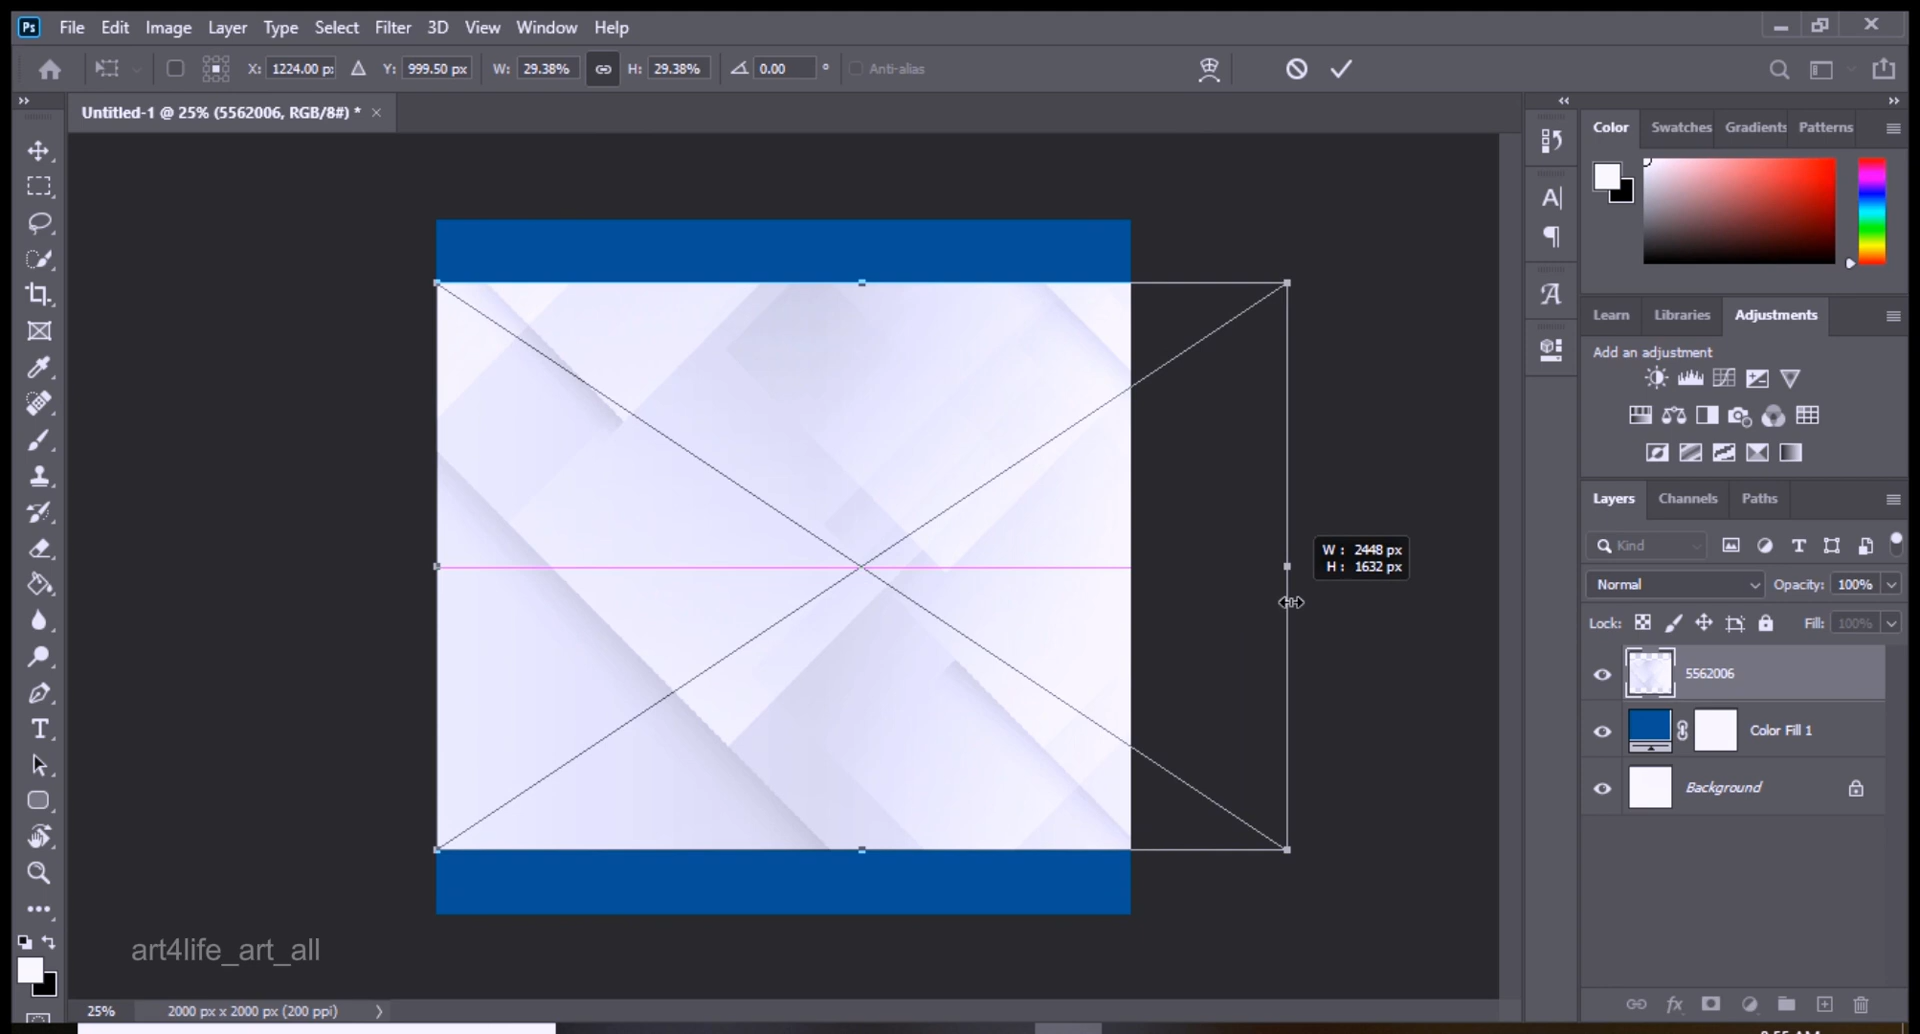 Ps File Edit Image Layer Type Select Filter 3D View Window Help
X: 1224.00 px Y: 999.50 px W: 29.38% H: 29.38% 0.00 ° Anti-alias
Untitled-1 @ 25% (5562006, RGB/8#) * ×
Color Swatches Gradients Patterns
Learn Libraries Adjustments
Add an adjustment
Layers Channels Paths
Kind
Normal Opacity: 100%
Lock: Fill: 100%
5562006
Color Fill 1
Background
W : 2448 px
H : 1632 px
art4life_art_all
25% 2000 px x 2000 px (200 ppi)